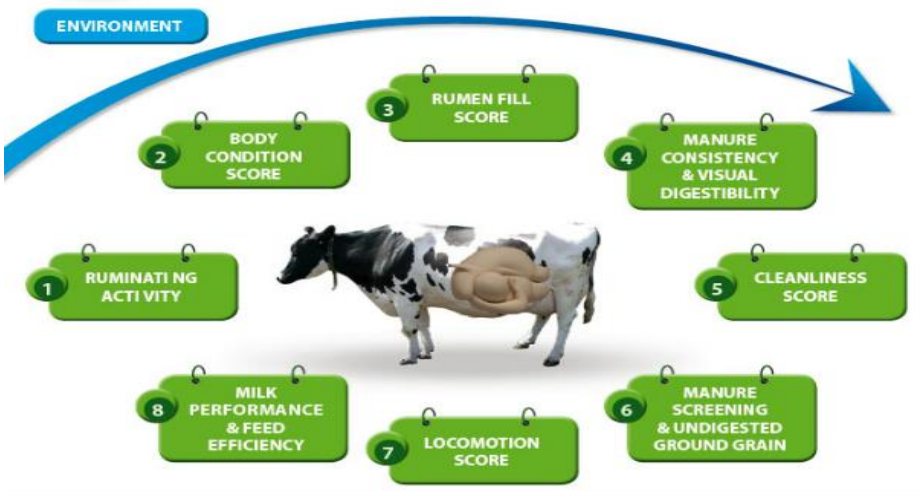 ENVIRONMENT
1
RUMINATI NG
ACTI VITY
2
BODY
CONDITION
SCORE
3
RUMEN FILL
SCORE
4
MANURE
CONSISTENCY
& VISUAL
DIGESTIBILITY
5
CLEANLINESS
SCORE
6
MANURE
SCREENING
& UNDIGESTED
GROUND GRAIN
7
LOCOMOTION
SCORE
8
MILK
PERFORMANCE
& FEED
EFFICIENCY